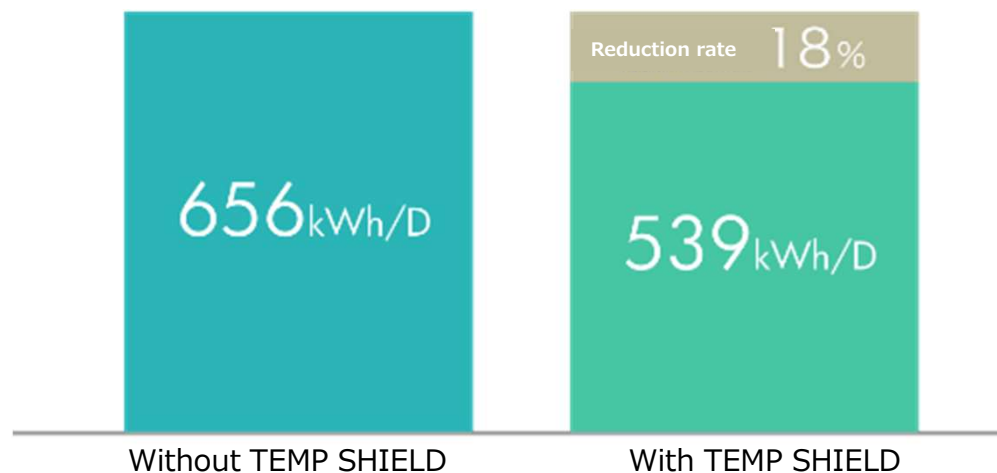 Reduction rate 18%
656kWh/D
539kWh/D
Without TEMP SHIELD
With TEMP SHIELD